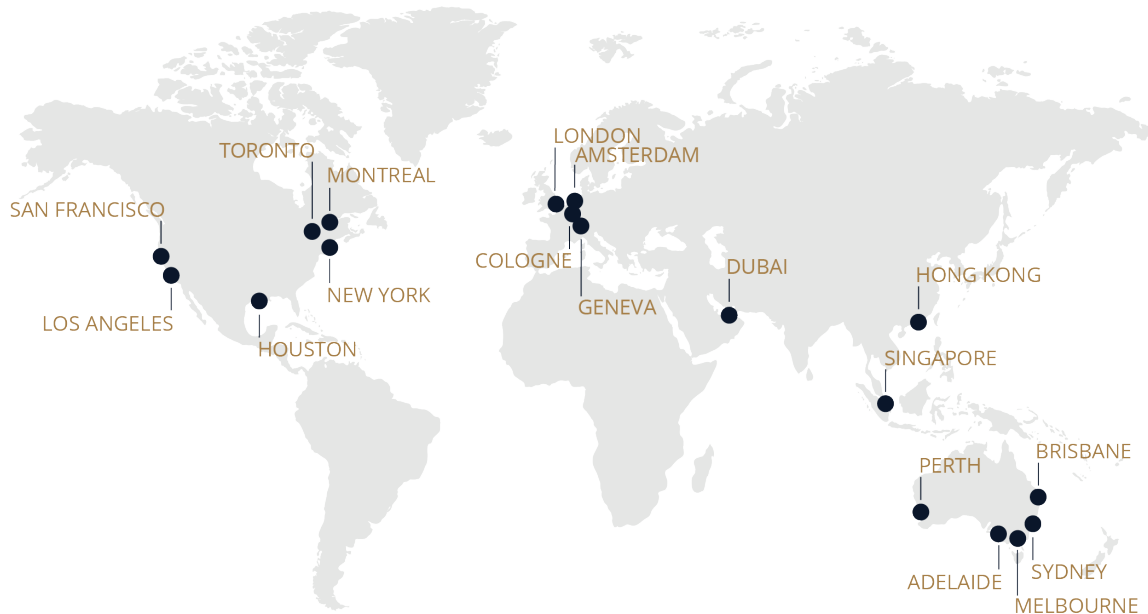 LONDON
TORONTO
AMSTERDAM
MONTREAL
SAN FRANCISCO
COLOGNE
DUBAI
HONG KONG
NEW YORK
GENEVA
LOS ANGELES
HOUSTON
SINGAPORE
BRISBANE
PERTH
SYDNEY
ADELAIDE
MELBOURNE